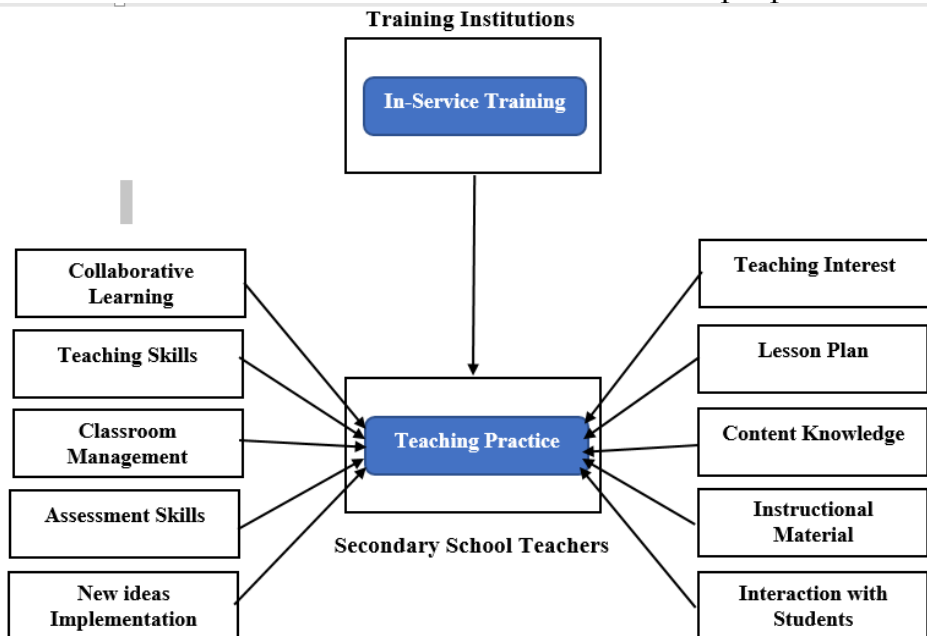 Training Institutions
In-Service Training
Collaborative
Learning
Teaching Skills
Classroom
Management
Assessment Skills
New ideas
Implementation
Teaching Interest
Lesson Plan
Content Knowledge
Instructional
Material
Interaction with
Students
Teaching Practice
Secondary School Teachers